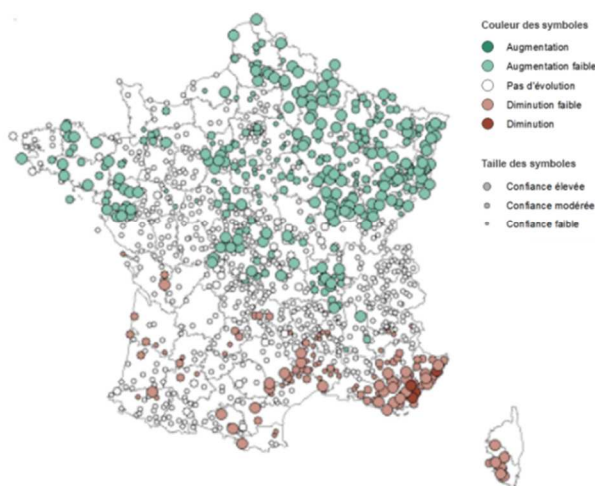 Couleur des symboles
Augmentation
Augmentation faible
Pas d'évolution
Diminution faible
Diminution
Taille des symboles
Confiance élevée
Confiance modérée
Confiance faible